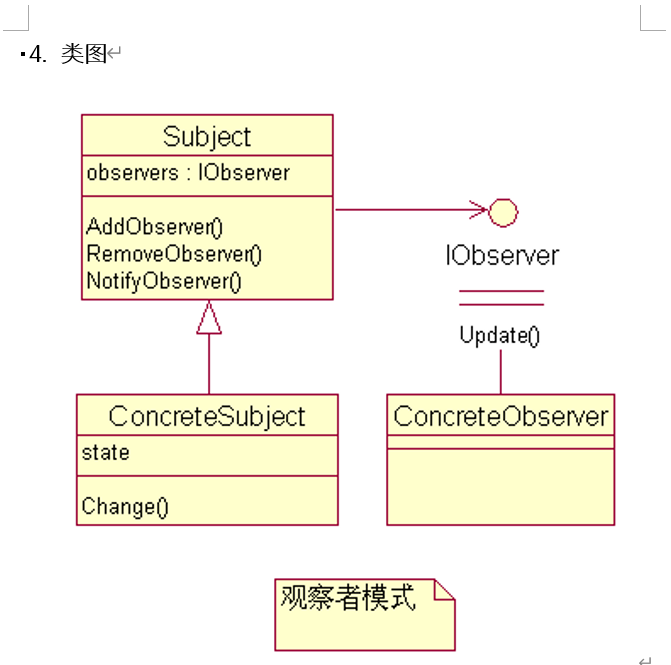 4. 类图
Subject
observers : IObserver
AddObserver()
RemoveObserver()
NotifyObserver()
IObserver
Update()
ConcreteSubject
state
Change()
ConcreteObserver
观察者模式